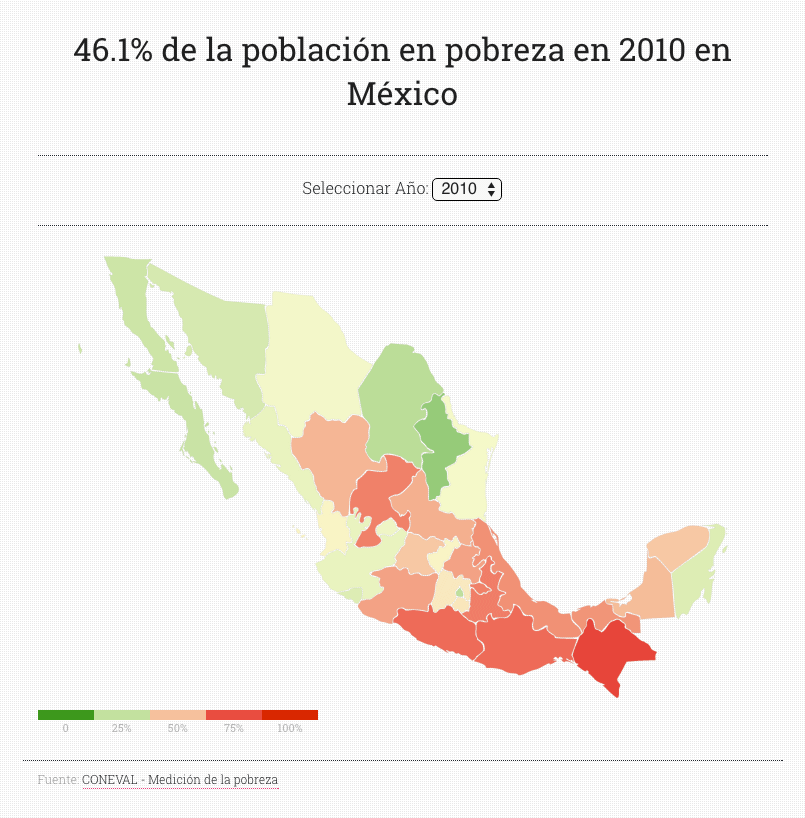 46.1% de la población en pobreza en 2010 en
México
Seleccionar Año: 2010
0 25% 50% 75% 100%
Fuente: CONEVAL - Medición de la pobreza